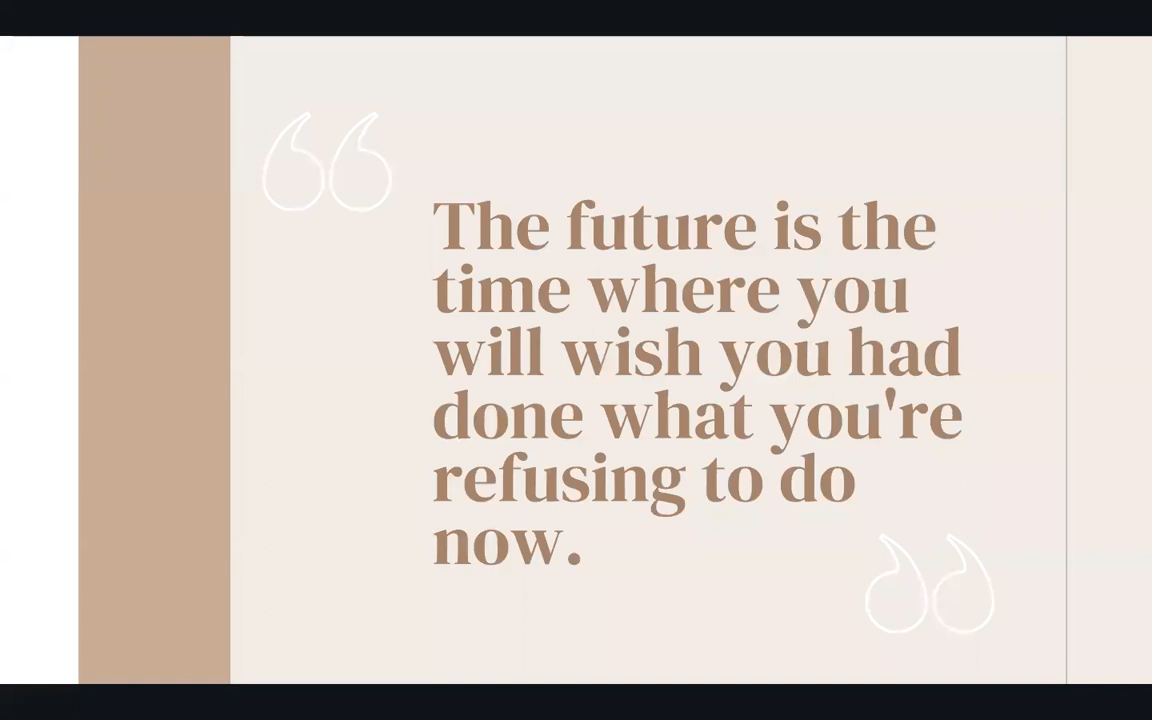 The future is the
time where you
will wish you had
done what you're
refusing to do
now.